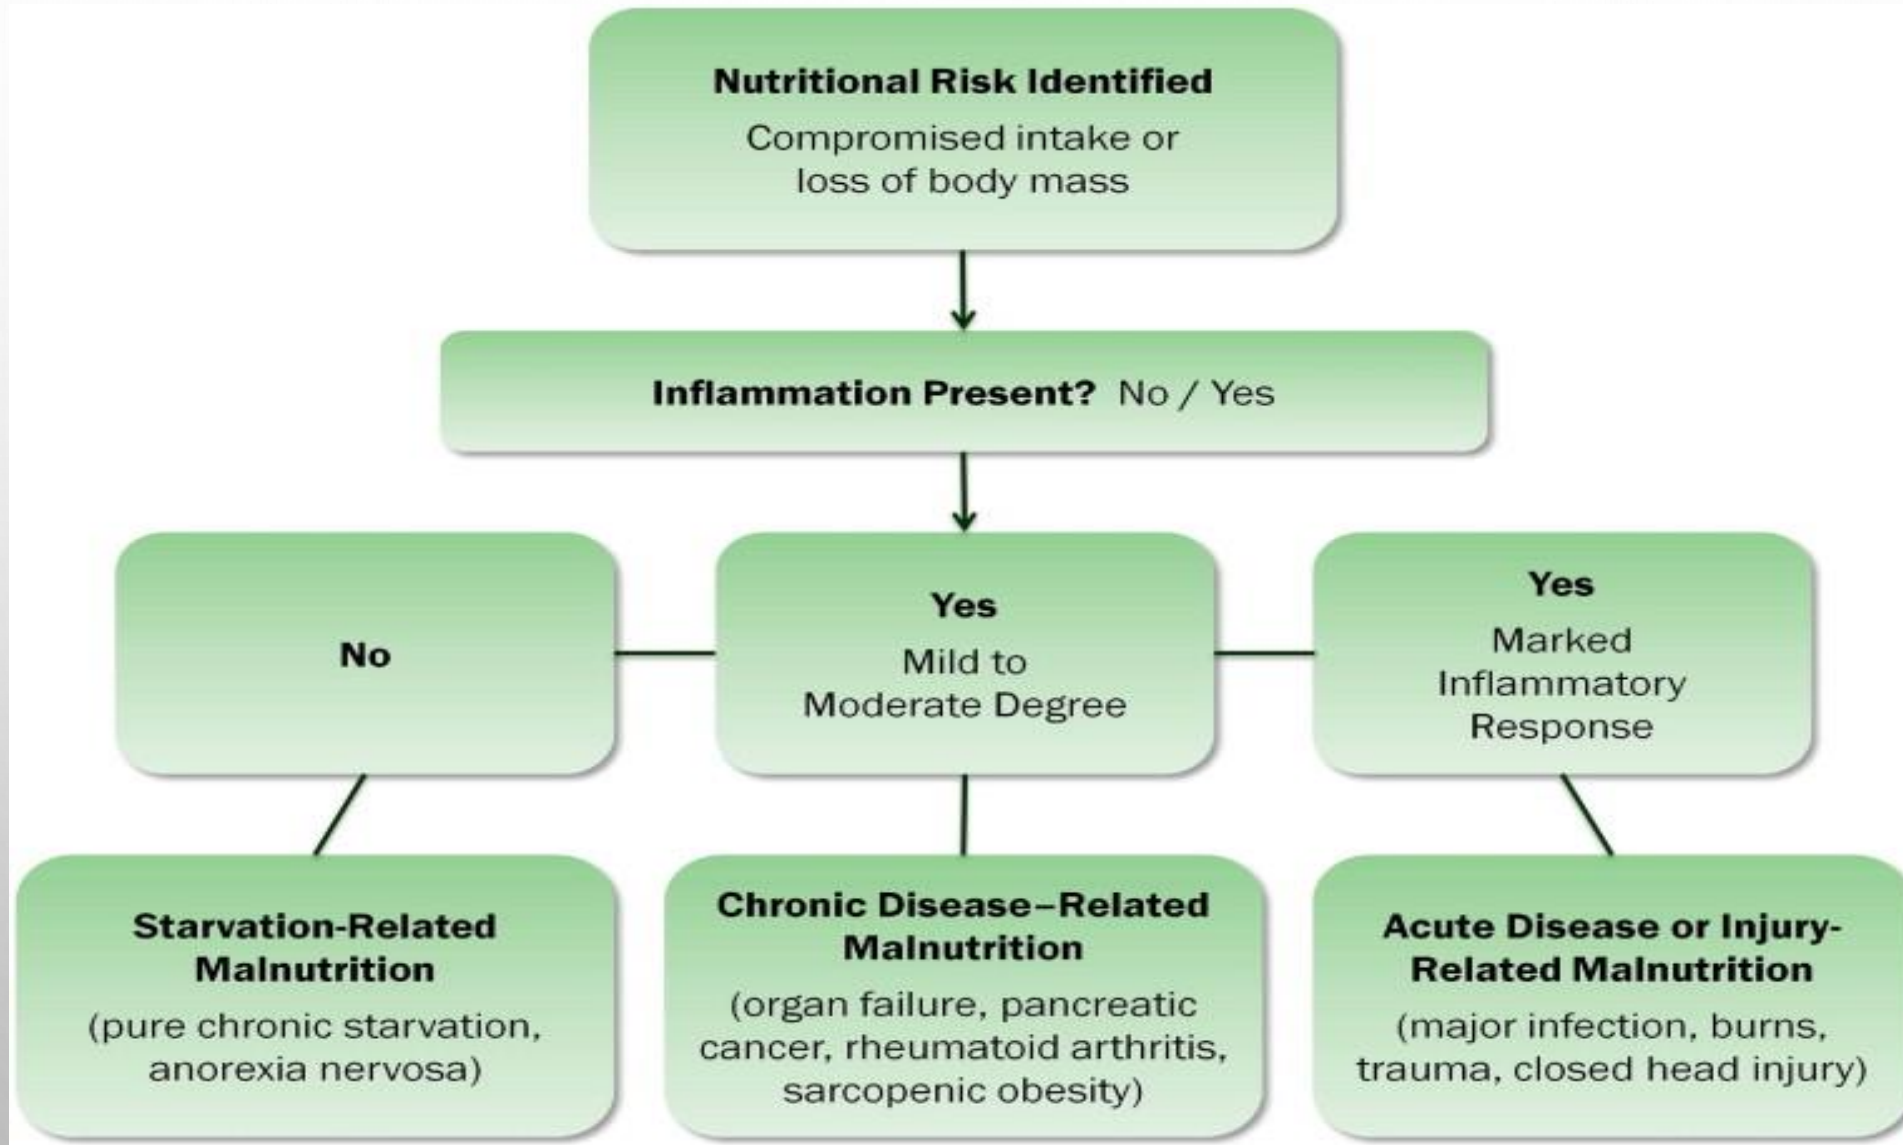 Nutritional Risk Identified
Compromised intake or
loss of body mass
Inflammation Present? No / Yes
No
Yes
Mild to
Moderate Degree
Yes
Marked
Inflammatory
Response
Starvation-Related
Malnutrition
(pure chronic starvation,
anorexia nervosa)
Chronic Disease–Related
Malnutrition
(organ failure, pancreatic
cancer, rheumatoid arthritis,
sarcopenic obesity)
Acute Disease or Injury-
Related Malnutrition
(major infection, burns,
trauma, closed head injury)